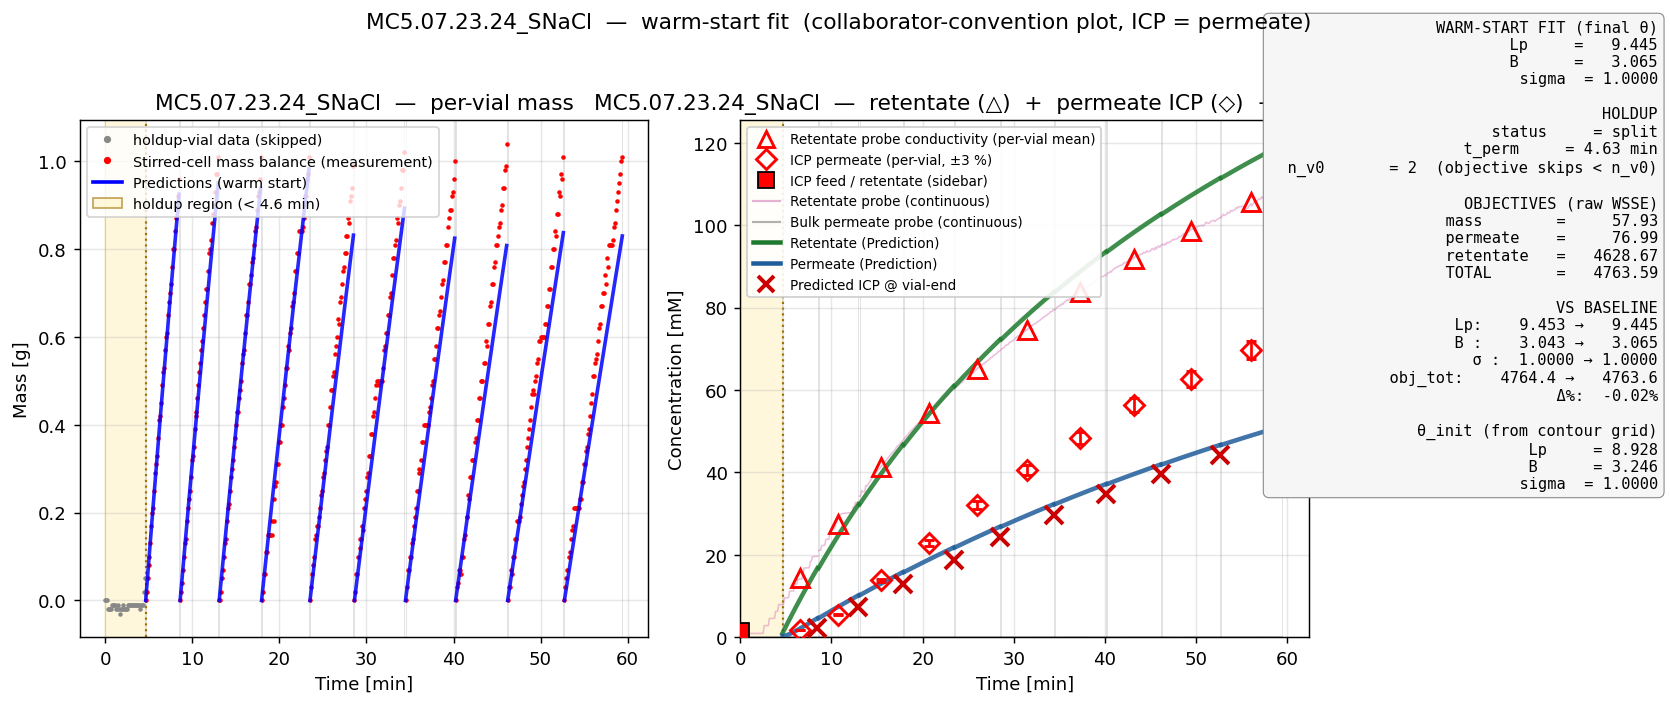 MC5.07.23.24_SNaCl — warm-start fit (collaborator-convention plot, ICP = permeate)
MC5.07.23.24_SNaCl — per-vial mass
holdup-vial data (skipped)
Stirred-cell mass balance (measurement)
Predictions (warm start)
holdup region (< 4.6 min)
Mass [g]
1.0
0.8
0.6
0.4
0.2
0.0
0 10 20 30 40 50 60
Time [min]
MC5.07.23.24_SNaCl — retentate (△) + permeate ICP (◇)
Retentate probe conductivity (per-vial mean)
ICP permeate (per-vial, ±3 %)
ICP feed / retentate (sidebar)
Retentate probe (continuous)
Bulk permeate probe (continuous)
Retentate (Prediction)
Permeate (Prediction)
Predicted ICP @ vial-end
Concentration [mM]
120
100
80
60
40
20
0
0 10 20 30 40 50 60
Time [min]
WARM-START FIT (final θ)
Lp = 9.445
B = 3.065
sigma = 1.0000
HOLDUP
status = split
t_perm = 4.63 min
n_v0 = 2 (objective skips < n_v0)
OBJECTIVES (raw WSSE)
mass = 57.93
permeate = 76.99
retentate = 4628.67
TOTAL = 4763.59
VS BASELINE
Lp: 9.453 → 9.445
B : 3.043 → 3.065
σ : 1.0000 → 1.0000
obj_tot: 4764.4 → 4763.6
Δ%: -0.02%
θ_init (from contour grid)
Lp = 8.928
B = 3.246
sigma = 1.0000